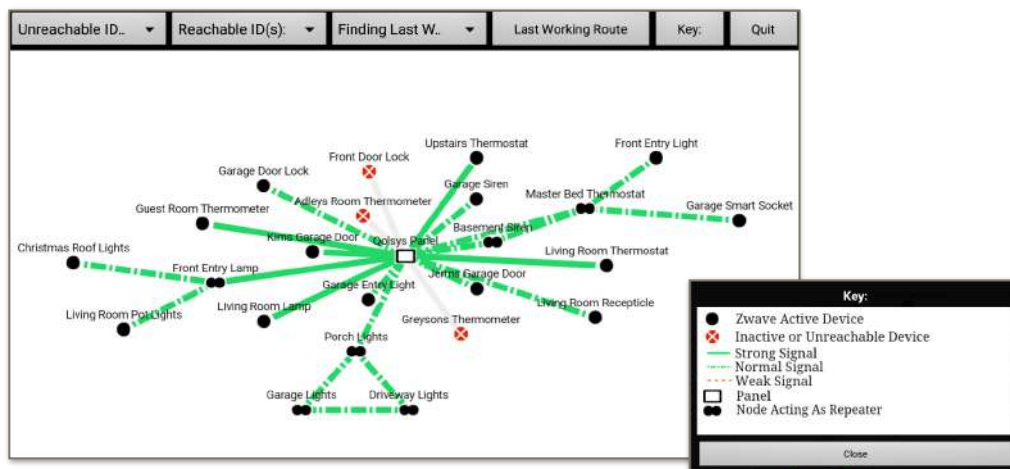 Unreachable ID..
Reachable ID(s):
Finding Last W..
Last Working Route
Key:
Quit
Upstairs Thermostat
Front Entry Light
Front Door Lock
Garage Door Lock
Garage Siren
Master Bed Thermostat
Adleys Room Thermometer
Guest Room Thermometer
Garage Smart Socket
Basement Siren
Kims Garage Door
Qolsys Panel
Christmas Roof Lights
Living Room Thermostat
Front Entry Lamp
Jerms Garage Door
Garage Entry Light
Living Room Lamp
Living Room Recepticle
Living Room Pot Lights
Greysons Thermometer
Porch Lights
Garage Lights
Driveway Lights
Key:
Zwave Active Device
Inactive or Unreachable Device
Strong Signal
Normal Signal
Weak Signal
Panel
Node Acting As Repeater
Close